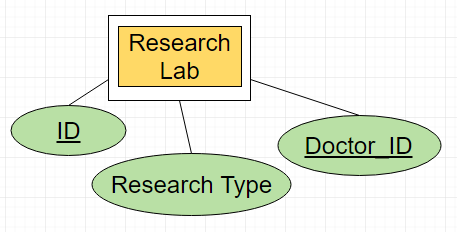 Research
Lab
ID
Doctor_ID
Research Type